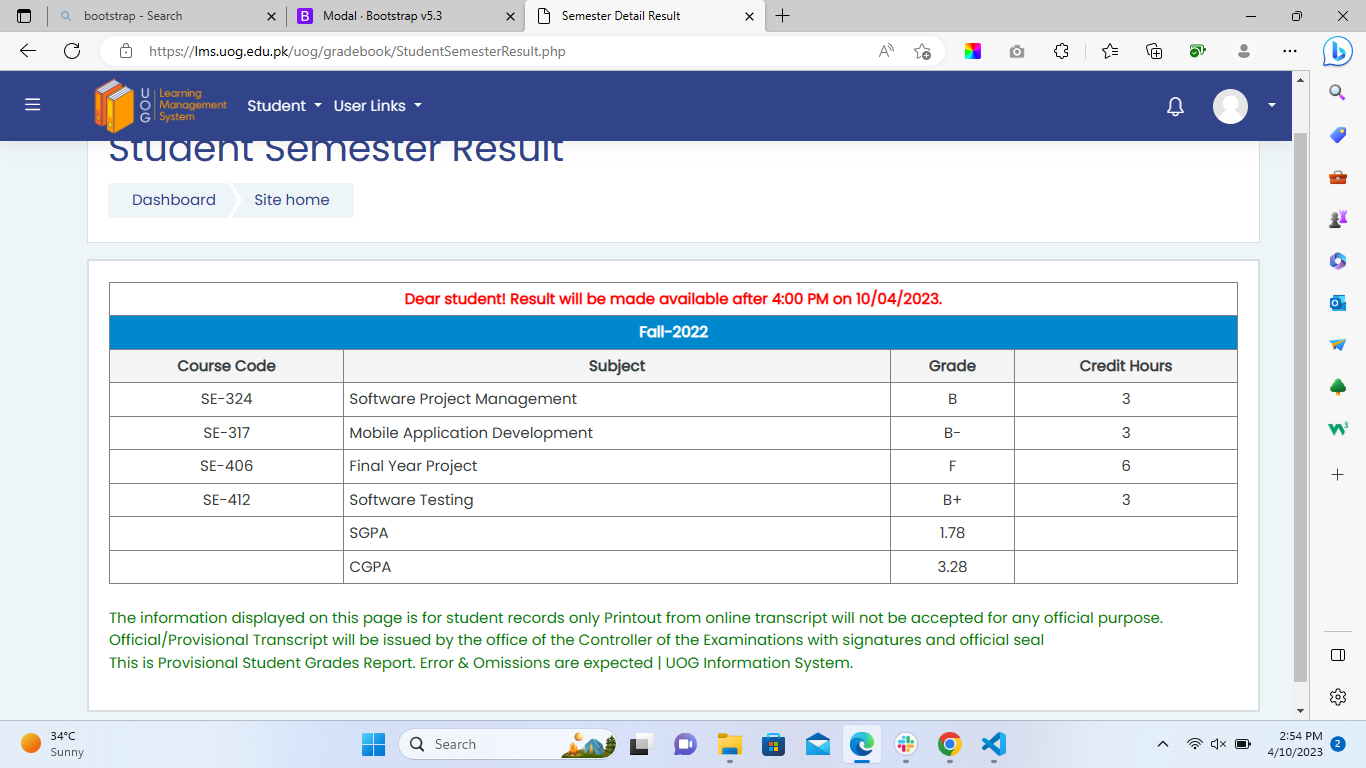 bootstrap - Search
Modal · Bootstrap v5.3
Semester Detail Result
https://lms.uog.edu.pk/uog/gradebook/StudentSemesterResult.php
UOG Learning Management System
Student
User Links
Student Semester Result
Dashboard
Site home
Dear student! Result will be made available after 4:00 PM on 10/04/2023.
Fall-2022
Course Code Subject Grade Credit Hours
SE-324 Software Project Management B 3
SE-317 Mobile Application Development B- 3
SE-406 Final Year Project F 6
SE-412 Software Testing B+ 3
SGPA 1.78
CGPA 3.28
The information displayed on this page is for student records only Printout from online transcript will not be accepted for any official purpose.
Official/Provisional Transcript will be issued by the office of the Controller of the Examinations with signatures and official seal
This is Provisional Student Grades Report. Error & Omissions are expected | UOG Information System.
34°C
Sunny
Search
2:54 PM
4/10/2023
2